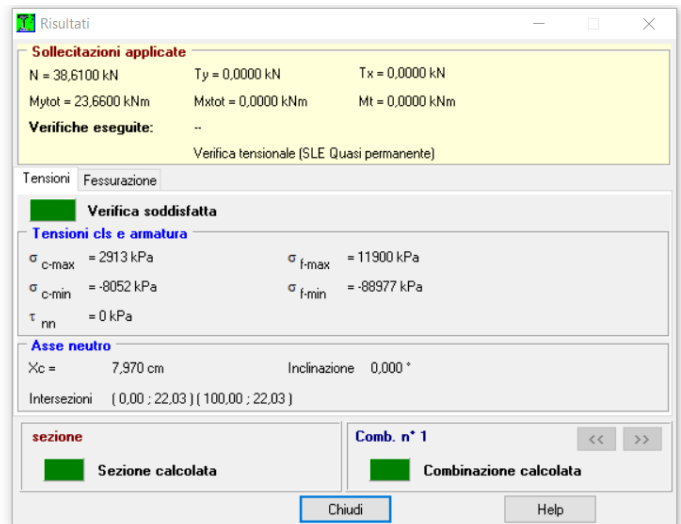 Risultati
Sollecitazioni applicate
N = 38,6100 kN Ty = 0,0000 kN Tx = 0,0000 kN
Mytot = 23,6600 kNm Mxtot = 0,0000 kNm Mt = 0,0000 kNm
Verifiche eseguite: --
Verifica tensionale (SLE Quasi permanente)
Tensioni Fessurazione
Verifica soddisfatta
Tensioni cls e armatura
σ c-max = 2913 kPa σ f-max = 11900 kPa
σ c-min = -8052 kPa σ f-min = -88977 kPa
τ nn = 0 kPa
Asse neutro
Xc = 7,970 cm Inclinazione 0,000 °
Intersezioni ( 0,00 ; 22,03 ) ( 100,00 ; 22,03 )
sezione Comb. n° 1 << >>
Sezione calcolata Combinazione calcolata
Chiudi Help